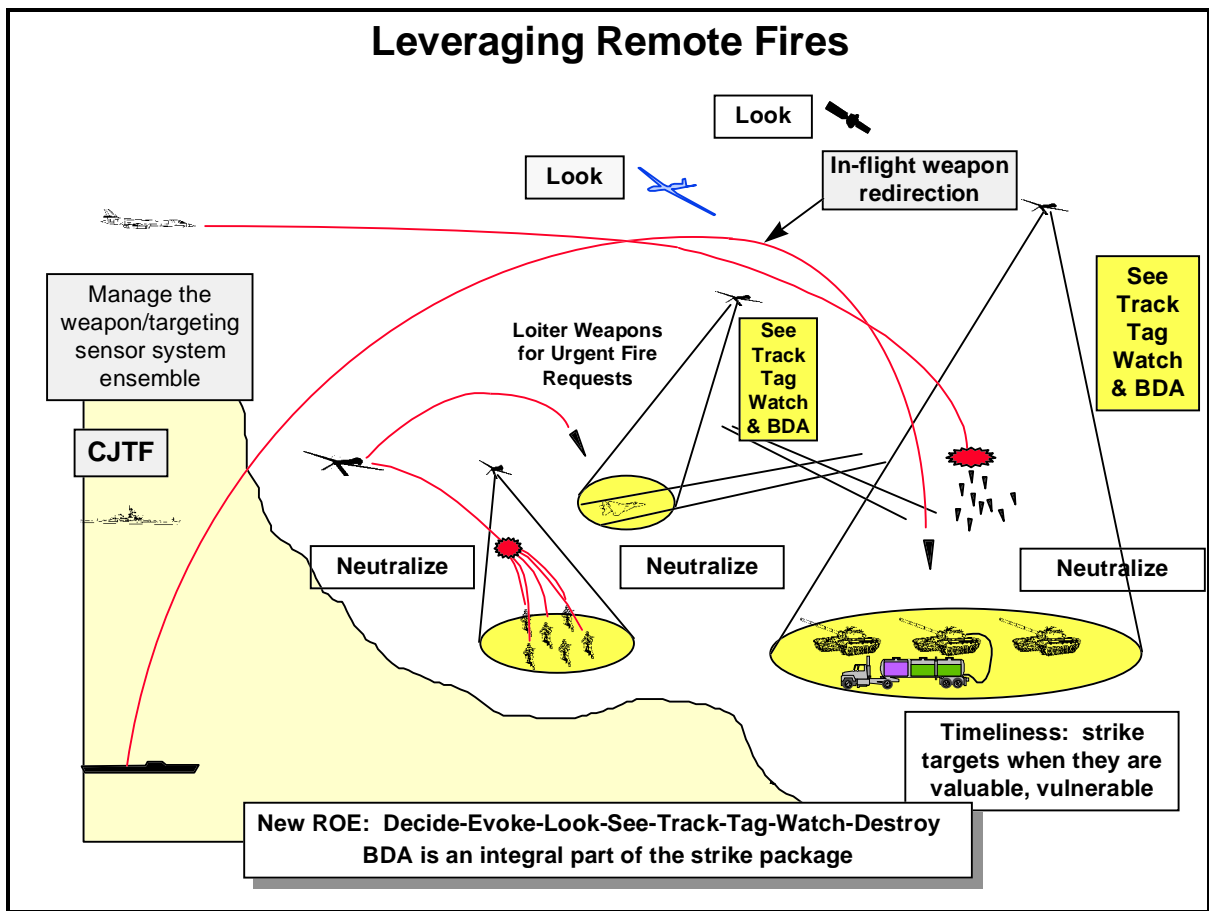 Leveraging Remote Fires
Look
Look
In-flight weapon
redirection
Manage the
weapon/targeting
sensor system
ensemble
CJTF
Loiter Weapons
for Urgent Fire
Requests
See
Track
Tag
Watch
& BDA
See
Track
Tag
Watch
& BDA
Neutralize
Neutralize
Neutralize
Timeliness: strike
targets when they are
valuable, vulnerable
New ROE: Decide-Evoke-Look-See-Track-Tag-Watch-Destroy
BDA is an integral part of the strike package